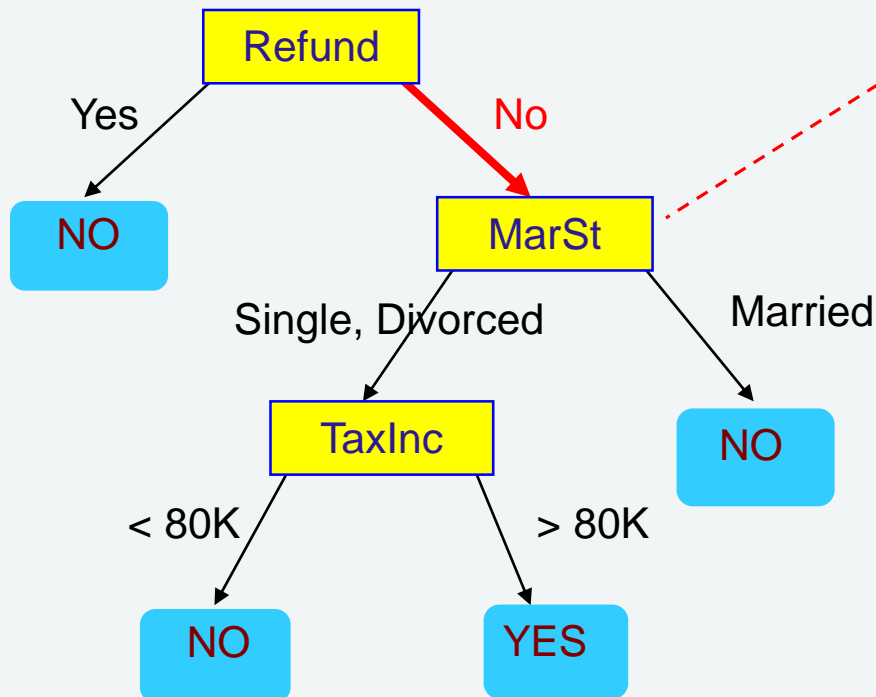 Refund
Yes
No
NO
MarSt
Single, Divorced
Married
TaxInc
NO
< 80K
> 80K
NO
YES